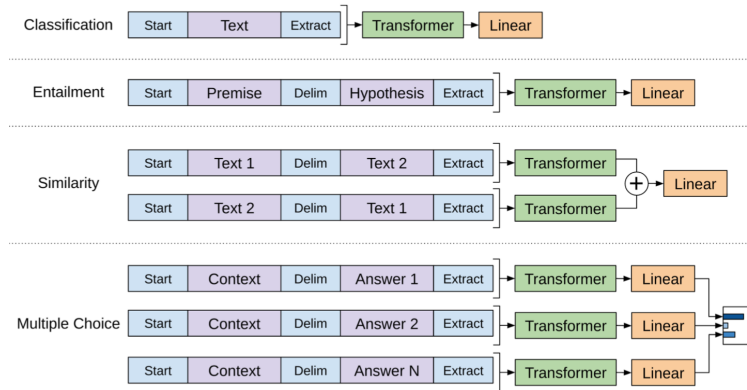 Classification Start Text Extract Transformer Linear
Entailment Start Premise Delim Hypothesis Extract Transformer Linear
Similarity
Start Text 1 Delim Text 2 Extract Transformer
+ Linear
Start Text 2 Delim Text 1 Extract Transformer
Multiple Choice
Start Context Delim Answer 1 Extract Transformer Linear
Start Context Delim Answer 2 Extract Transformer Linear
Start Context Delim Answer N Extract Transformer Linear